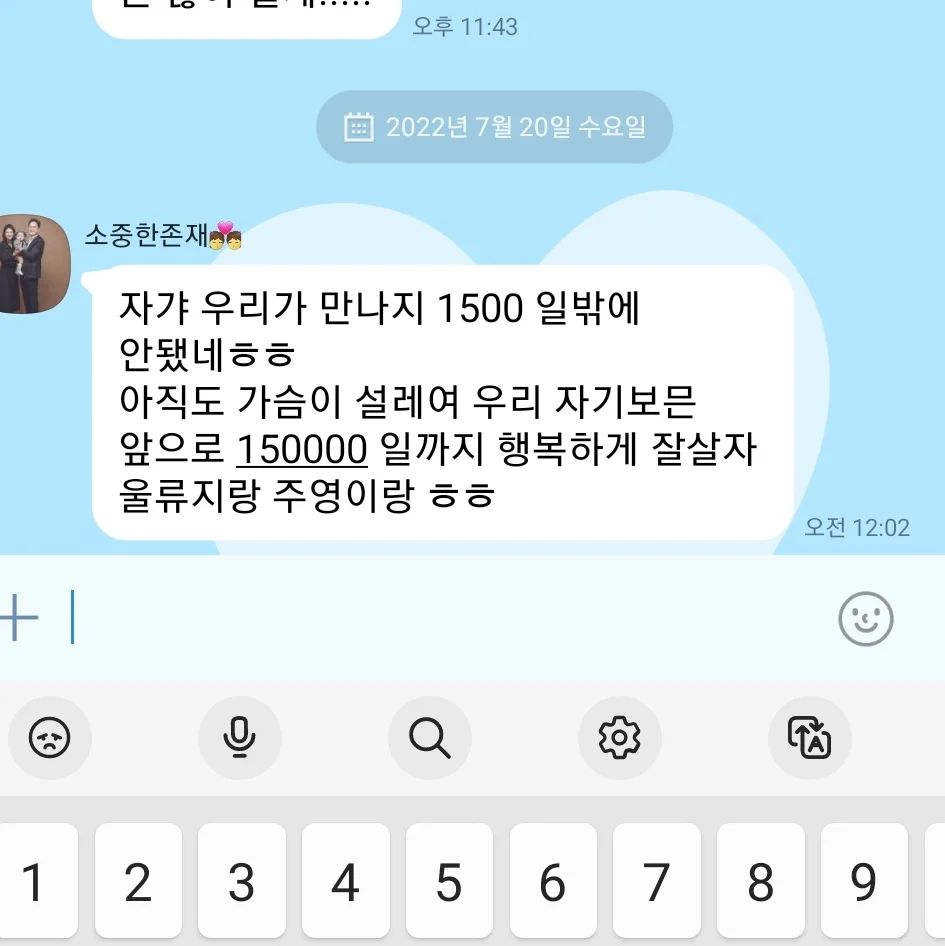 오후 11:43
2022년 7월 20일 수요일
소중한존재
자갸 우리가 만나지 1500 일밖에
안됐네ㅎㅎ
아직도 가슴이 설레여 우리 자기보믄
앞으로 150000 일까지 행복하게 잘살자
울류지랑 주영이랑 ㅎㅎ
오전 12:02
1 2 3 4 5 6 7 8 9